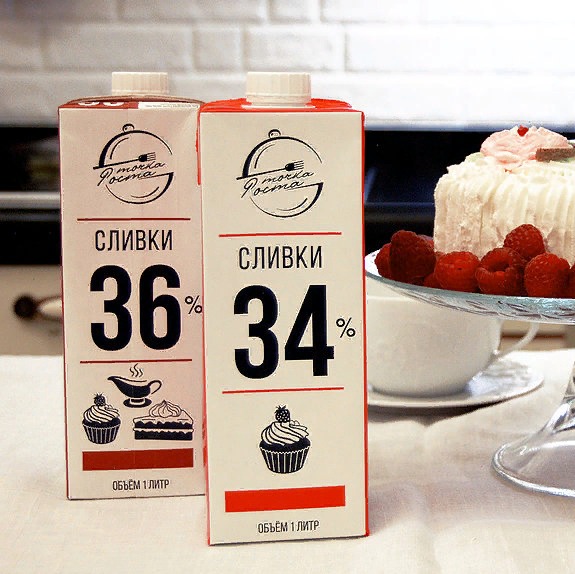 точка
Роста
СЛИВКИ
36%
ОБЪЁМ 1 ЛИТР
точка
Роста
СЛИВКИ
34%
ОБЪЁМ 1 ЛИТР